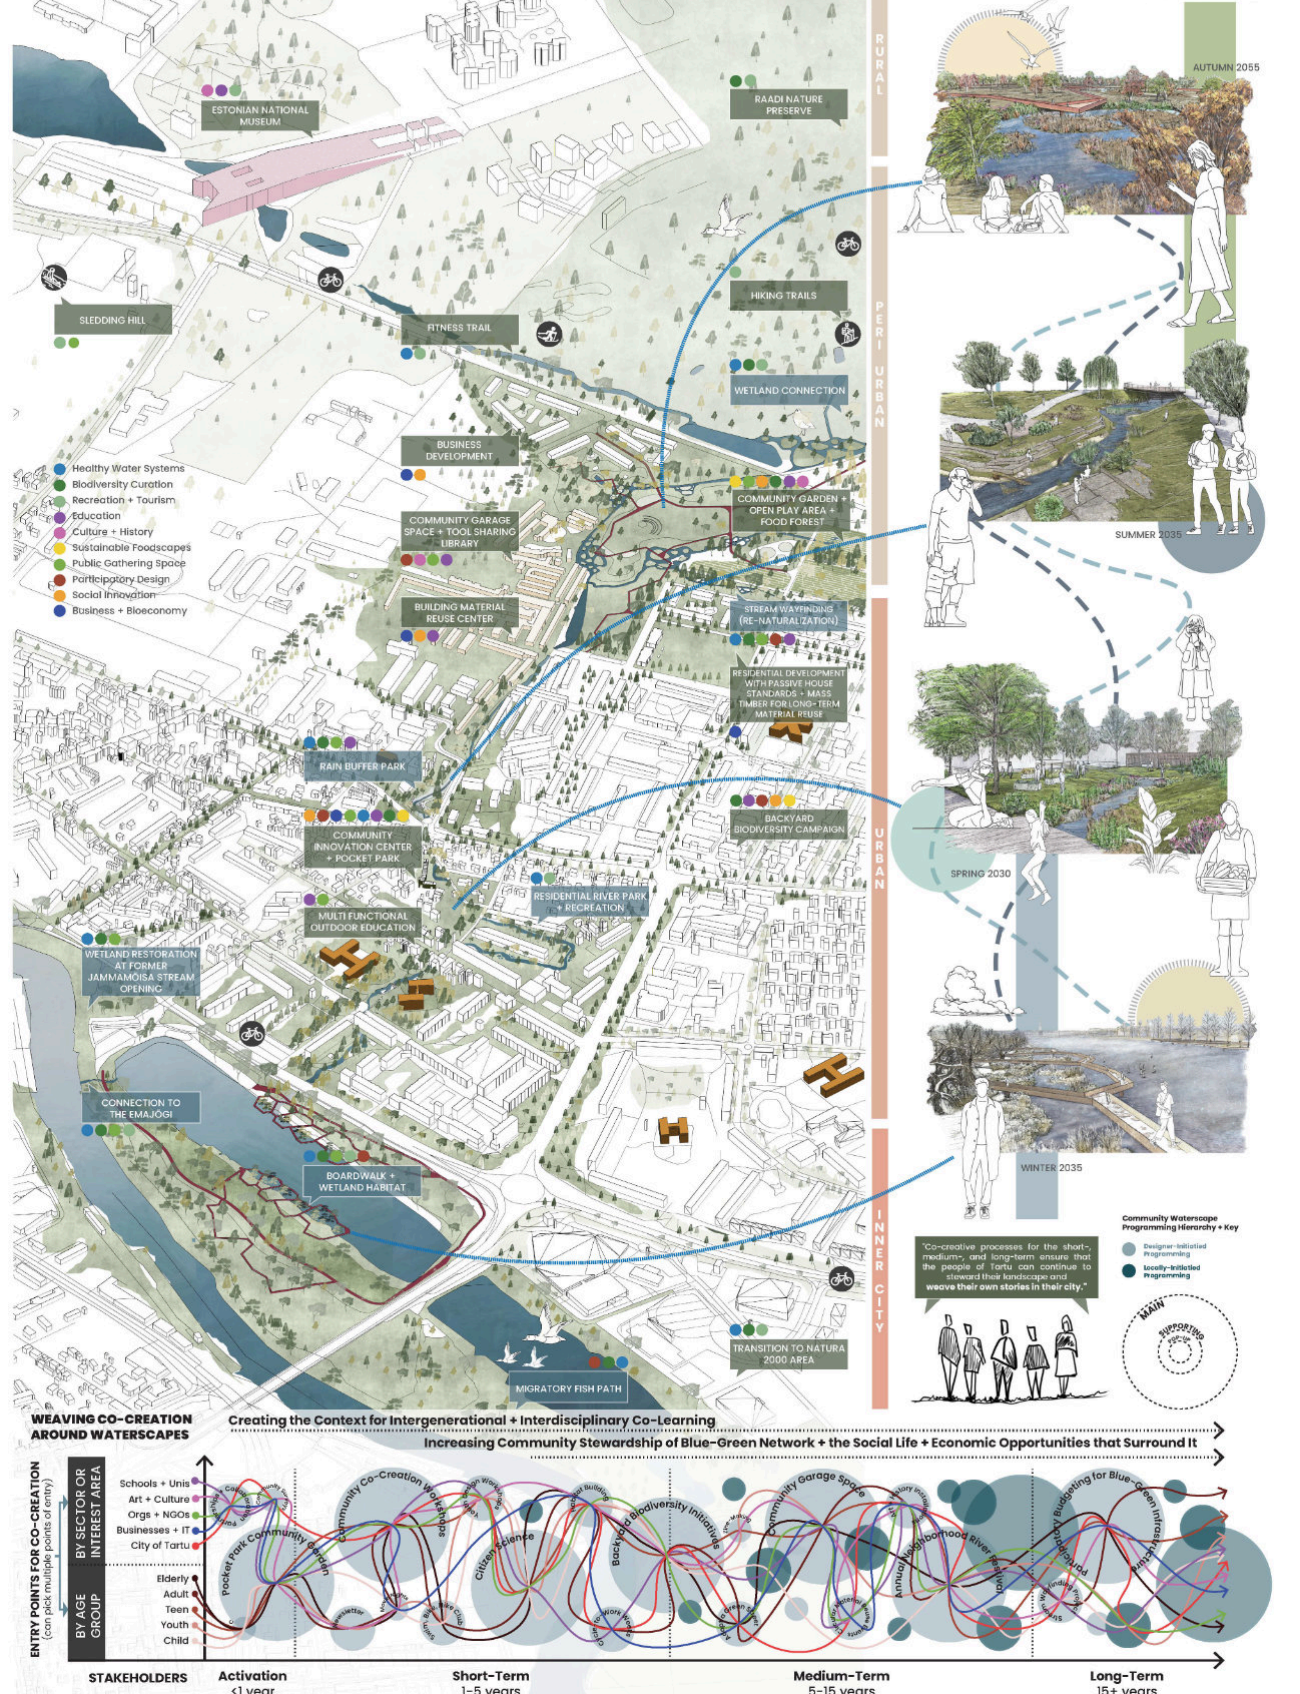 RURAL
AUTUMN 2055
ESTONIAN NATIONAL
MUSEUM
RAADI NATURE
PRESERVE
PERI URBAN
HIKING TRAILS
SLEDDING HILL
FITNESS TRAIL
WETLAND CONNECTION
BUSINESS
DEVELOPMENT
Healthy Water Systems
Biodiversity Curation
Recreation + Tourism
Education
Culture + History
Sustainable Foodscapes
Public Gathering Space
Participatory Design
Social Innovation
Business + Bioeconomy
COMMUNITY GARDEN +
OPEN PLAY AREA +
FOOD FOREST
COMMUNITY GARAGE
SPACE + TOOL SHARING
LIBRARY
SUMMER 2035
BUILDING MATERIAL
REUSE CENTER
STREAM WAYFINDING
(RE-NATURALIZATION)
RESIDENTIAL DEVELOPMENT
WITH PASSIVE HOUSE
STANDARDS + MASS
TIMBER FOR LONG-TERM
MATERIAL REUSE
RAIN BUFFER PARK
URBAN
COMMUNITY
INNOVATION CENTER
+ POCKET PARK
BACKYARD
BIODIVERSITY CAMPAIGN
SPRING 2030
RESIDENTIAL RIVER PARK
+ RECREATION
MULTI FUNCTIONAL
OUTDOOR EDUCATION
WETLAND RESTORATION
AT FORMER
JAMMAMÕISA STREAM
OPENING
CONNECTION TO
THE EMAJÕGI
BOARDWALK +
WETLAND HABITAT
WINTER 2035
INNER CITY
Community Waterscape
Programming Hierarchy + Key
Designer-Initiatied
Programming
Locally-Initiatied
Programming
"Co-creative processes for the short-,
medium-, and long-term ensure that
the people of Tartu can continue to
steward their landscape and
weave their own stories in their city."
MAIN
SUPPORTING
POP-UP
TRANSITION TO NATURA
2000 AREA
MIGRATORY FISH PATH
WEAVING CO-CREATION
AROUND WATERSCAPES
Creating the Context for Intergenerational + Interdisciplinary Co-Learning
Increasing Community Stewardship of Blue-Green Network + the Social Life + Economic Opportunities that Surround It
ENTRY POINTS FOR CO-CREATION
(can pick multiple points of entry)
BY SECTOR OR
INTEREST AREA
Schools + Unis
Art + Culture
Orgs + NGOs
Businesses + IT
City of Tartu
BY AGE
GROUP
Elderly
Adult
Teen
Youth
Child
Pocket Park Community Garden
Community Co-Creation Workshops
Newsletter
Citizen Science
Backyard Biodiversity Initiatives
Community Garage Space
Annual Neighborhood River Festival
Participatory Budgeting for Blue-Green Infrastructure
STAKEHOLDERS
Activation
<1 year
Short-Term
1-5 years
Medium-Term
5-15 years
Long-Term
15+ years